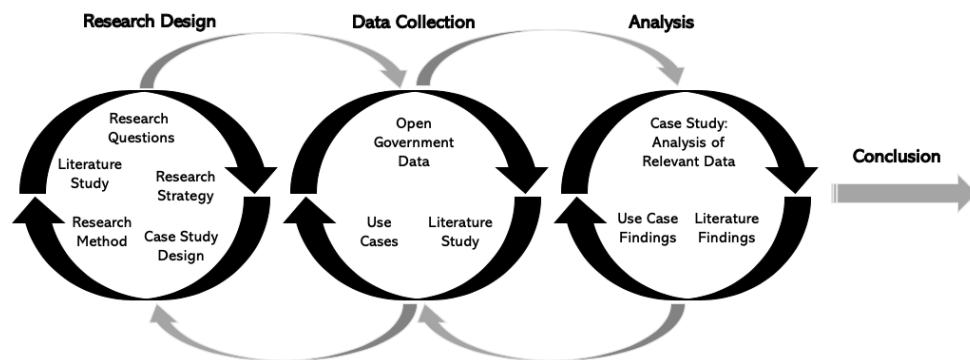 Research Design
Data Collection
Analysis
Research
Questions
Literature
Study
Research
Strategy
Research
Method
Case Study
Design
Open
Government
Data
Use
Cases
Literature
Study
Case Study:
Analysis of
Relevant Data
Use Case
Findings
Literature
Findings
Conclusion